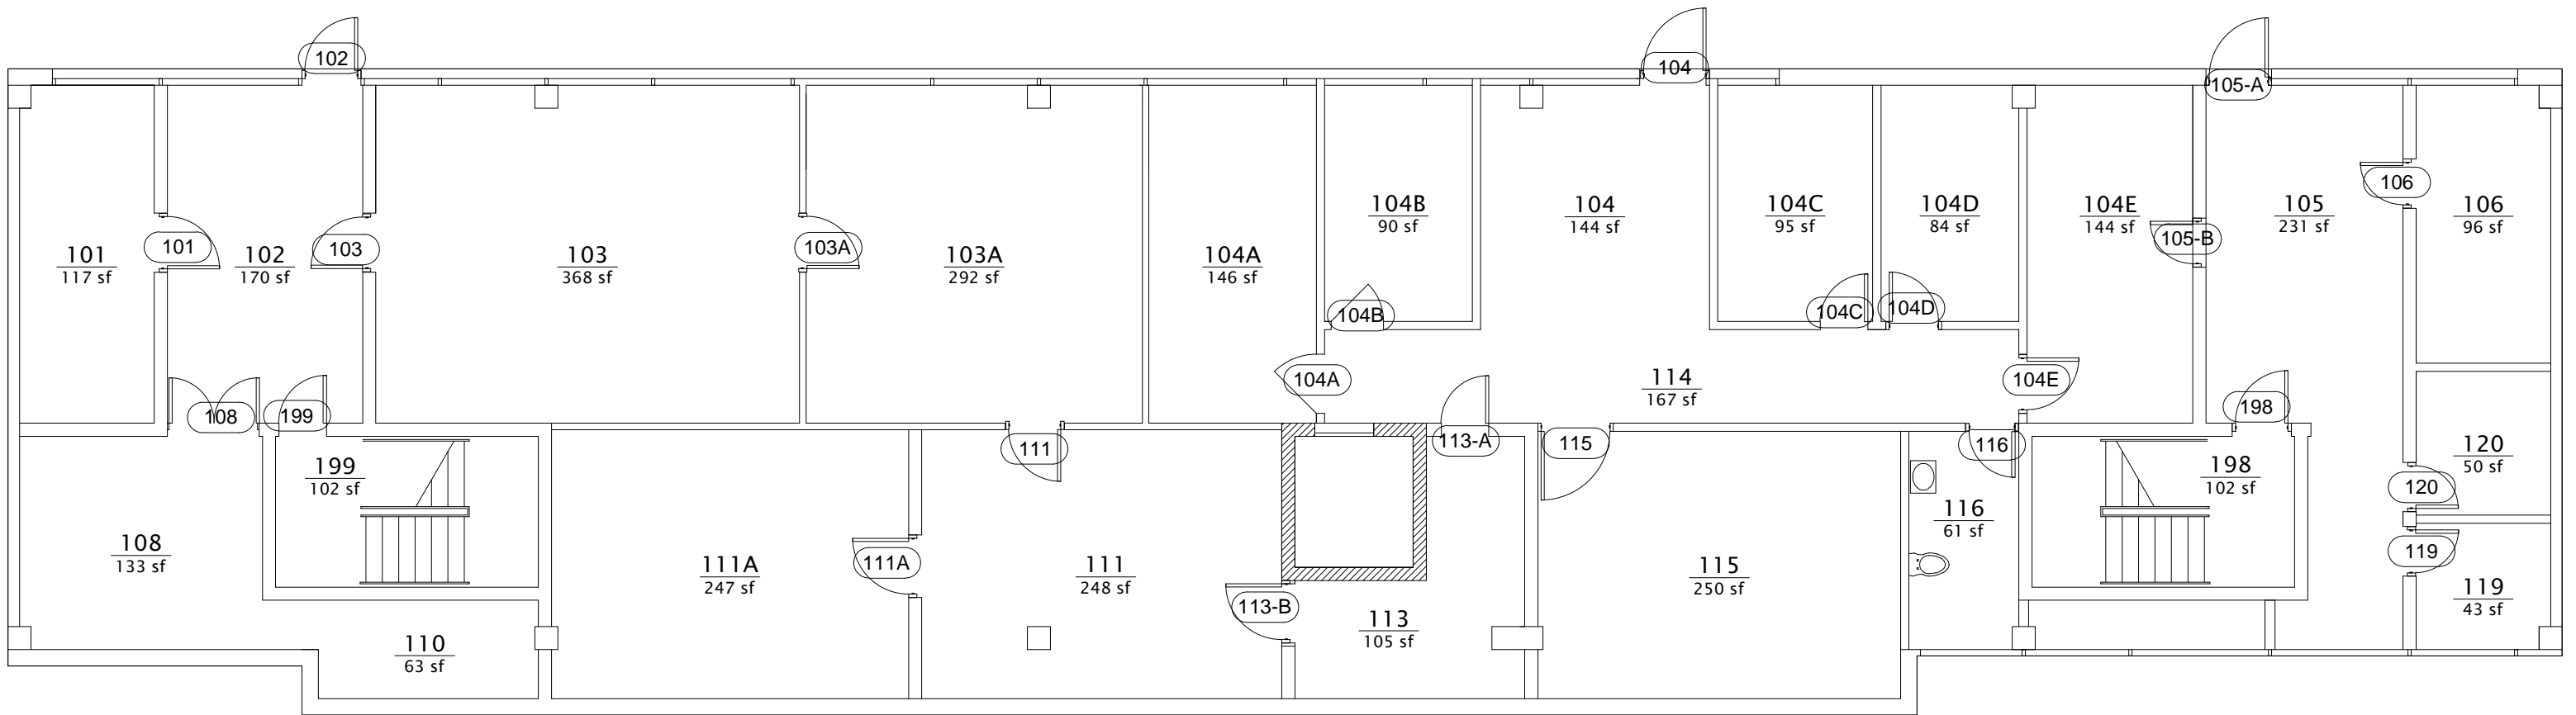 102
104
105-A
106
104B
90 sf
104
144 sf
104C
95 sf
104D
84 sf
104E
144 sf
105
231 sf
106
96 sf
101
117 sf
101
102
170 sf
103
103
368 sf
103A
103A
292 sf
104A
146 sf
105-B
104B
104C
104D
104A
114
167 sf
104E
108
199
198
111
113-A
115
116
199
102 sf
198
102 sf
120
50 sf
120
116
61 sf
108
133 sf
111A
247 sf
111A
111
248 sf
115
250 sf
119
119
43 sf
113-B
113
105 sf
110
63 sf